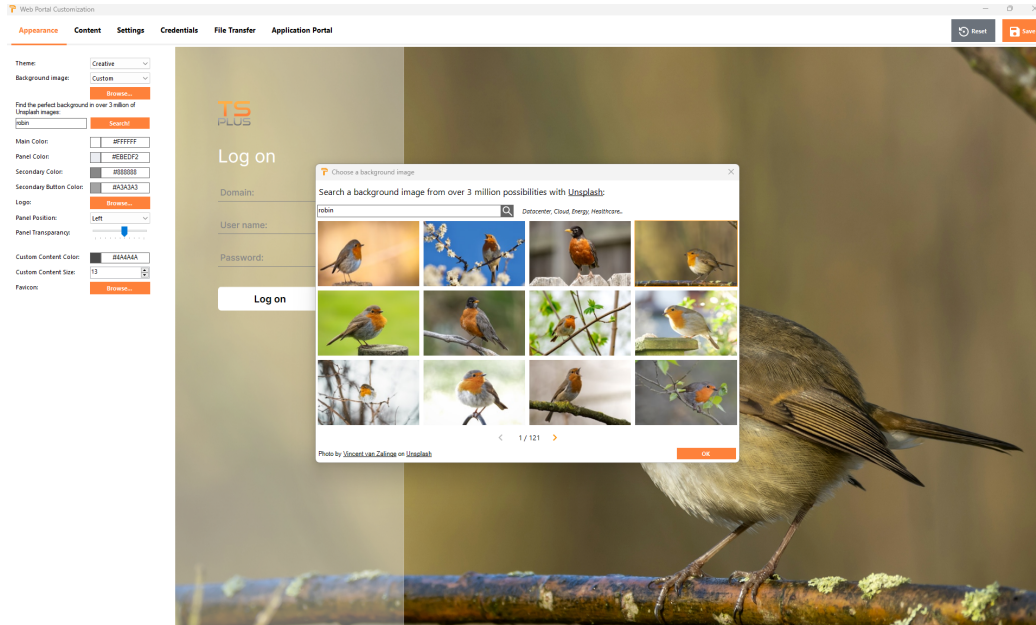 Web Portal Customization
Appearance Content Settings Credentials File Transfer Application Portal
Reset Save
Theme: Creative
Background image: Custom
Browse...
Find the perfect background in over 3 million of
Unsplash images:
robin Search!
Main Color: #FFFFFF
Panel Color: #EBEDF2
Secondary Color: #888888
Secondary Button Color: #A3A3A3
Logo: Browse...
Panel Position: Left
Panel Transparency:
Custom Content Color: #4A4A4A
Custom Content Size: 13
Favicon: Browse...
TS
PLUS
Log on
Domain:
User name:
Password:
Log on
Choose a background image
Search a background image from over 3 million possibilities with Unsplash:
robin Datacenter, Cloud, Energy, Healthcare..
1 / 121
Photo by Vincent van Zalinge on Unsplash
OK